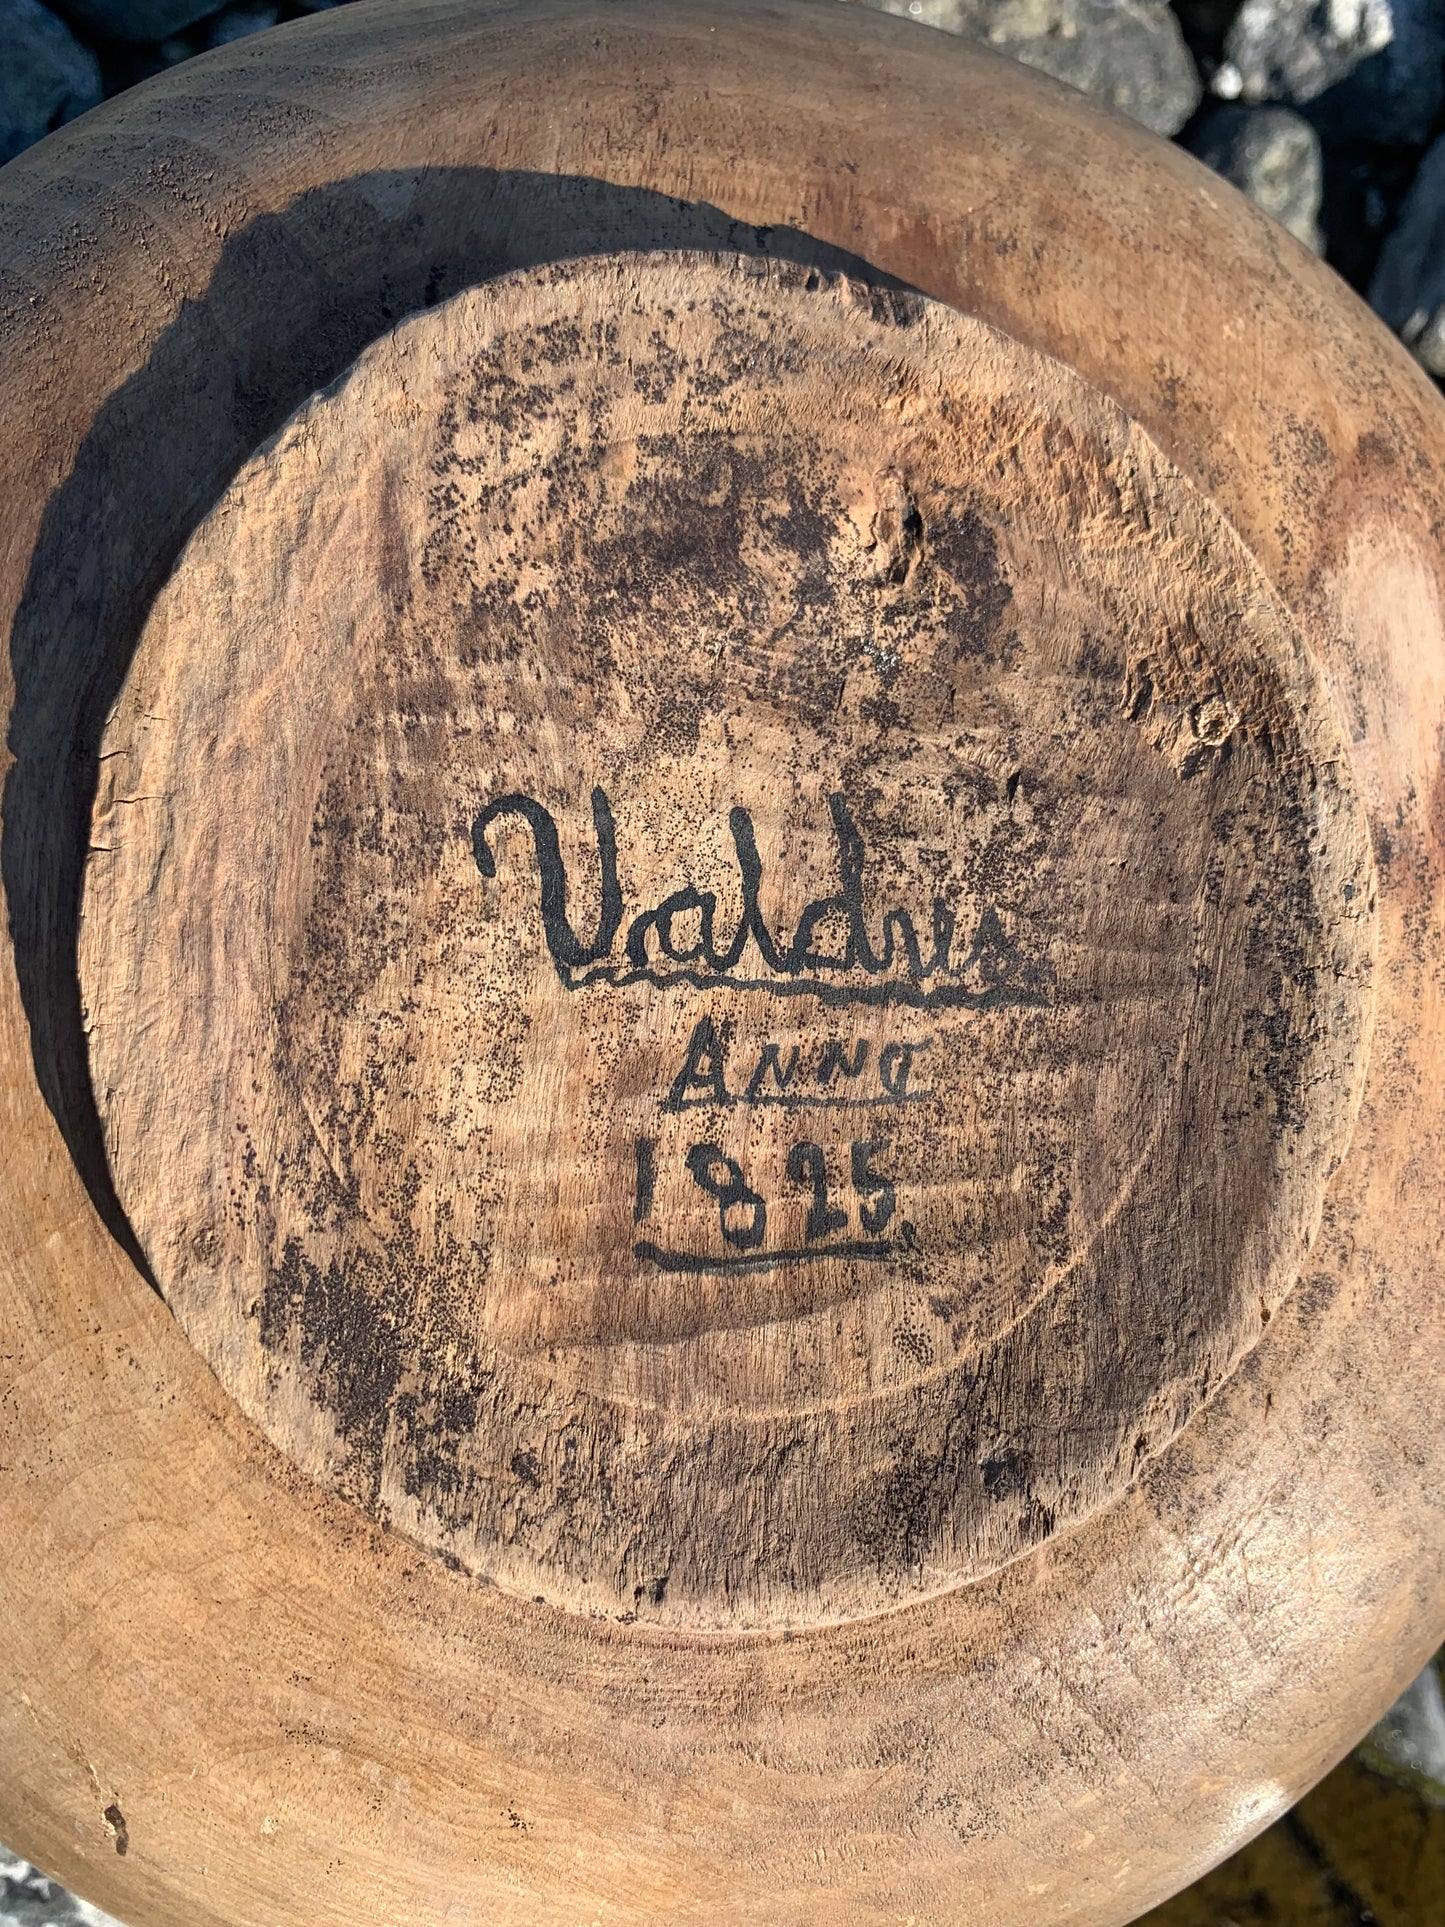 Valdres
Anno
1825.